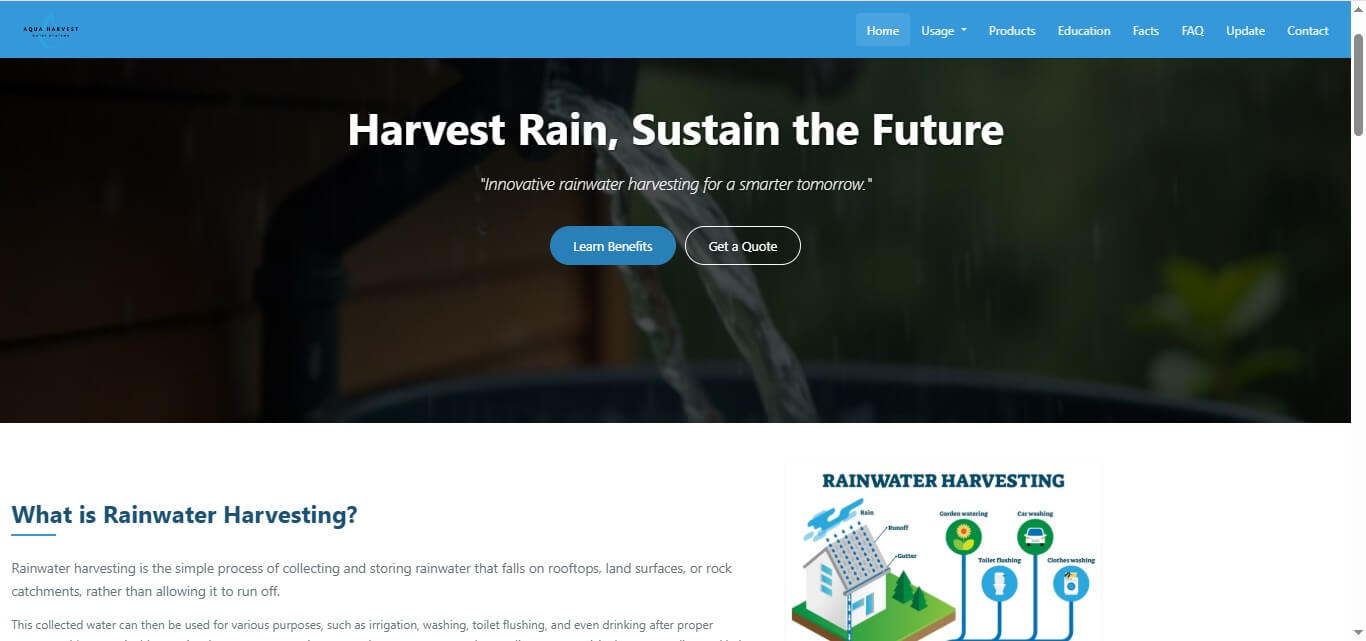 AQUA HARVEST
WATER SYSTEMS
Home Usage Products Education Facts FAQ Update Contact
Harvest Rain, Sustain the Future
"Innovative rainwater harvesting for a smarter tomorrow."
Learn Benefits Get a Quote
What is Rainwater Harvesting?
Rainwater harvesting is the simple process of collecting and storing rainwater that falls on rooftops, land surfaces, or rock
catchments, rather than allowing it to run off.
This collected water can then be used for various purposes, such as irrigation, washing, toilet flushing, and even drinking after proper
RAINWATER HARVESTING
Rain
Garden watering
Car washing
Runoff
Gutter
Toilet flushing
Clothes washing